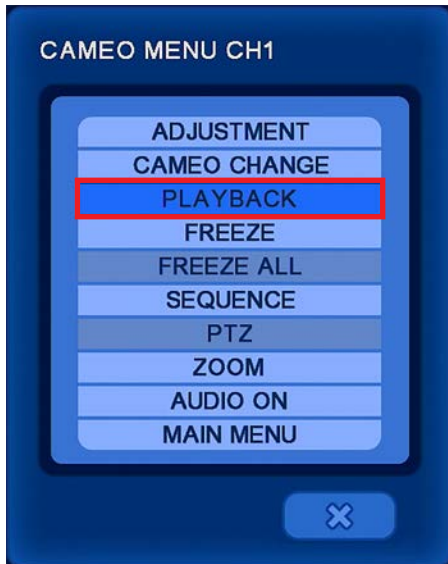 CAMEO MENU CH1
ADJUSTMENT
CAMEO CHANGE
PLAYBACK
FREEZE
FREEZE ALL
SEQUENCE
PTZ
ZOOM
AUDIO ON
MAIN MENU